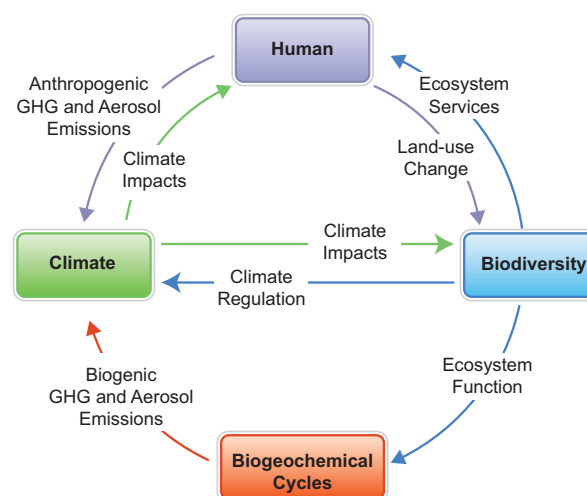 Human
Anthropogenic
GHG and Aerosol
Emissions
Ecosystem
Services
Climate
Impacts
Land-use
Change
Climate
Climate
Impacts
Biodiversity
Climate
Regulation
Biogenic
GHG and Aerosol
Emissions
Ecosystem
Function
Biogeochemical
Cycles